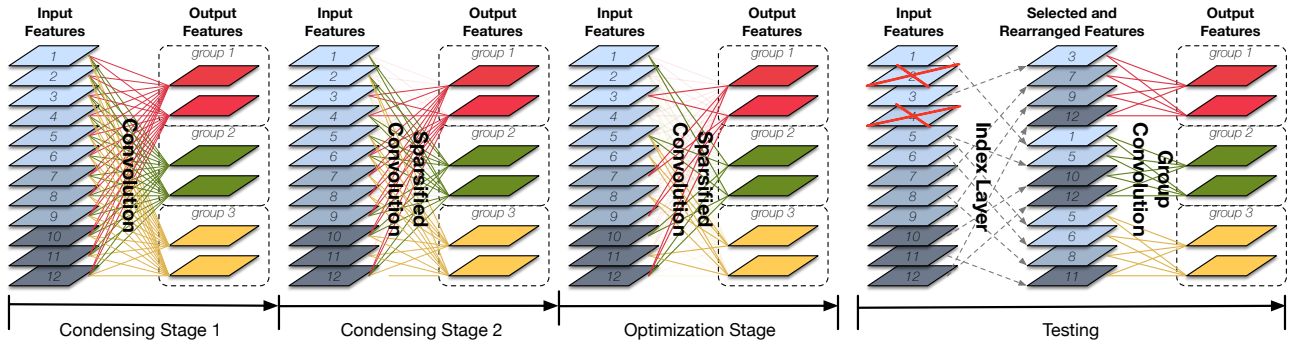 Input
Features
Output
Features
1
2
3
4
5
6
7
8
9
10
11
12
Convolution
group 1
group 2
group 3
Condensing Stage 1
Input
Features
Output
Features
1
2
3
4
5
6
7
8
9
10
11
12
Sparsified
Convolution
group 1
group 2
group 3
Condensing Stage 2
Input
Features
Output
Features
1
2
3
4
5
6
7
8
9
10
11
12
Sparsified
Convolution
group 1
group 2
group 3
Optimization Stage
Input
Features
Selected and
Rearranged Features
Output
Features
1
2
3
4
5
6
7
8
9
10
11
12
Index Layer
3
7
9
12
1
5
10
12
5
6
8
11
Group
Convolution
group 1
group 2
group 3
Testing